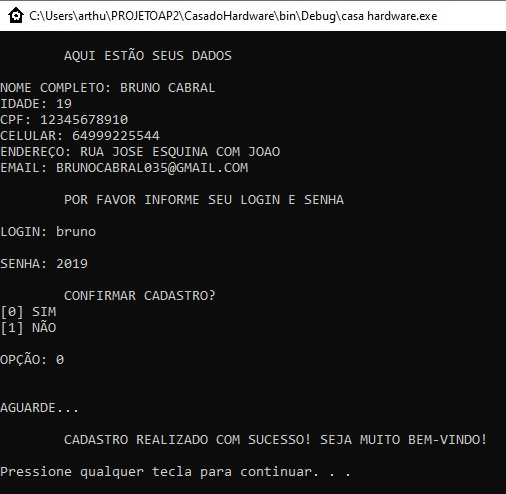 C:\Users\arthu\PROJETOAP2\CasadoHardware\bin\Debug\casa hardware.exe
AQUI ESTÃO SEUS DADOS
NOME COMPLETO: BRUNO CABRAL
IDADE: 19
CPF: 12345678910
CELULAR: 64999225544
ENDEREÇO: RUA JOSE ESQUINA COM JOAO
EMAIL: BRUNOCABRAL035@GMAIL.COM
POR FAVOR INFORME SEU LOGIN E SENHA
LOGIN: bruno
SENHA: 2019
CONFIRMAR CADASTRO?
[0] SIM
[1] NÃO
OPÇÃO: 0
AGUARDE...
CADASTRO REALIZADO COM SUCESSO! SEJA MUITO BEM-VINDO!
Pressione qualquer tecla para continuar. . .